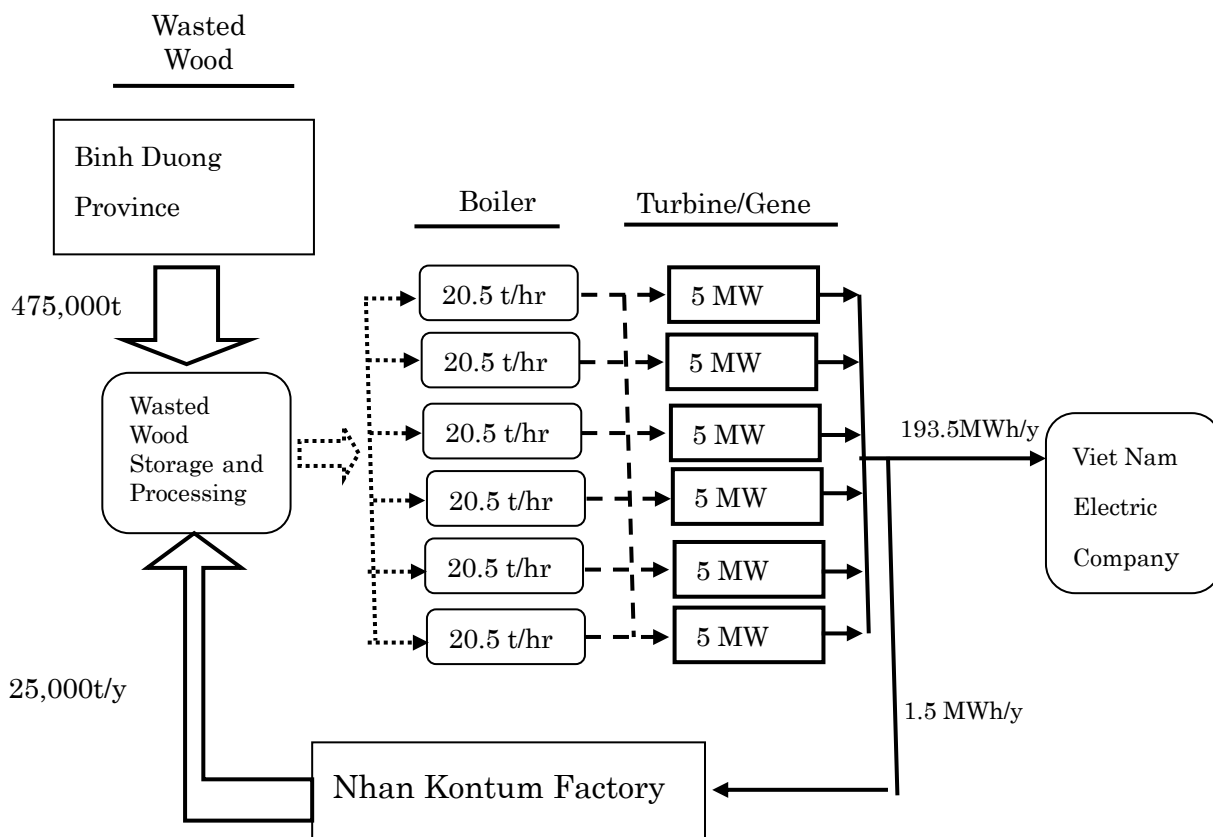 Wasted
Wood
Binh Duong
Province
475,000t
Wasted
Wood
Storage and
Processing
25,000t/y
Boiler
20.5 t/hr
20.5 t/hr
20.5 t/hr
20.5 t/hr
20.5 t/hr
20.5 t/hr
Turbine/Gene
5 MW
5 MW
5 MW
5 MW
5 MW
5 MW
193.5MWh/y
Viet Nam
Electric
Company
1.5 MWh/y
Nhan Kontum Factory